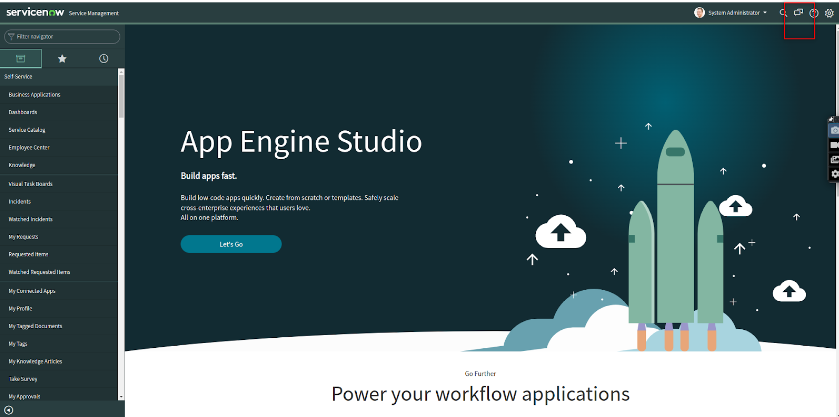 servicenow Service Management
System Administrator
Filter navigator
Self-Service
Business Applications
Dashboards
Service Catalog
Employee Center
Knowledge
Visual Task Boards
Incidents
Watched Incidents
My Requests
Requested Items
Watched Requested Items
My Connected Apps
My Profile
My Tagged Documents
My Tags
My Knowledge Articles
Take Survey
My Approvals
App Engine Studio
Build apps fast.
Build low code apps quickly. Create from scratch or templates. Safely scale
cross-enterprise experiences that users love.
All on one platform.
Let's Go
Go Further
Power your workflow applications